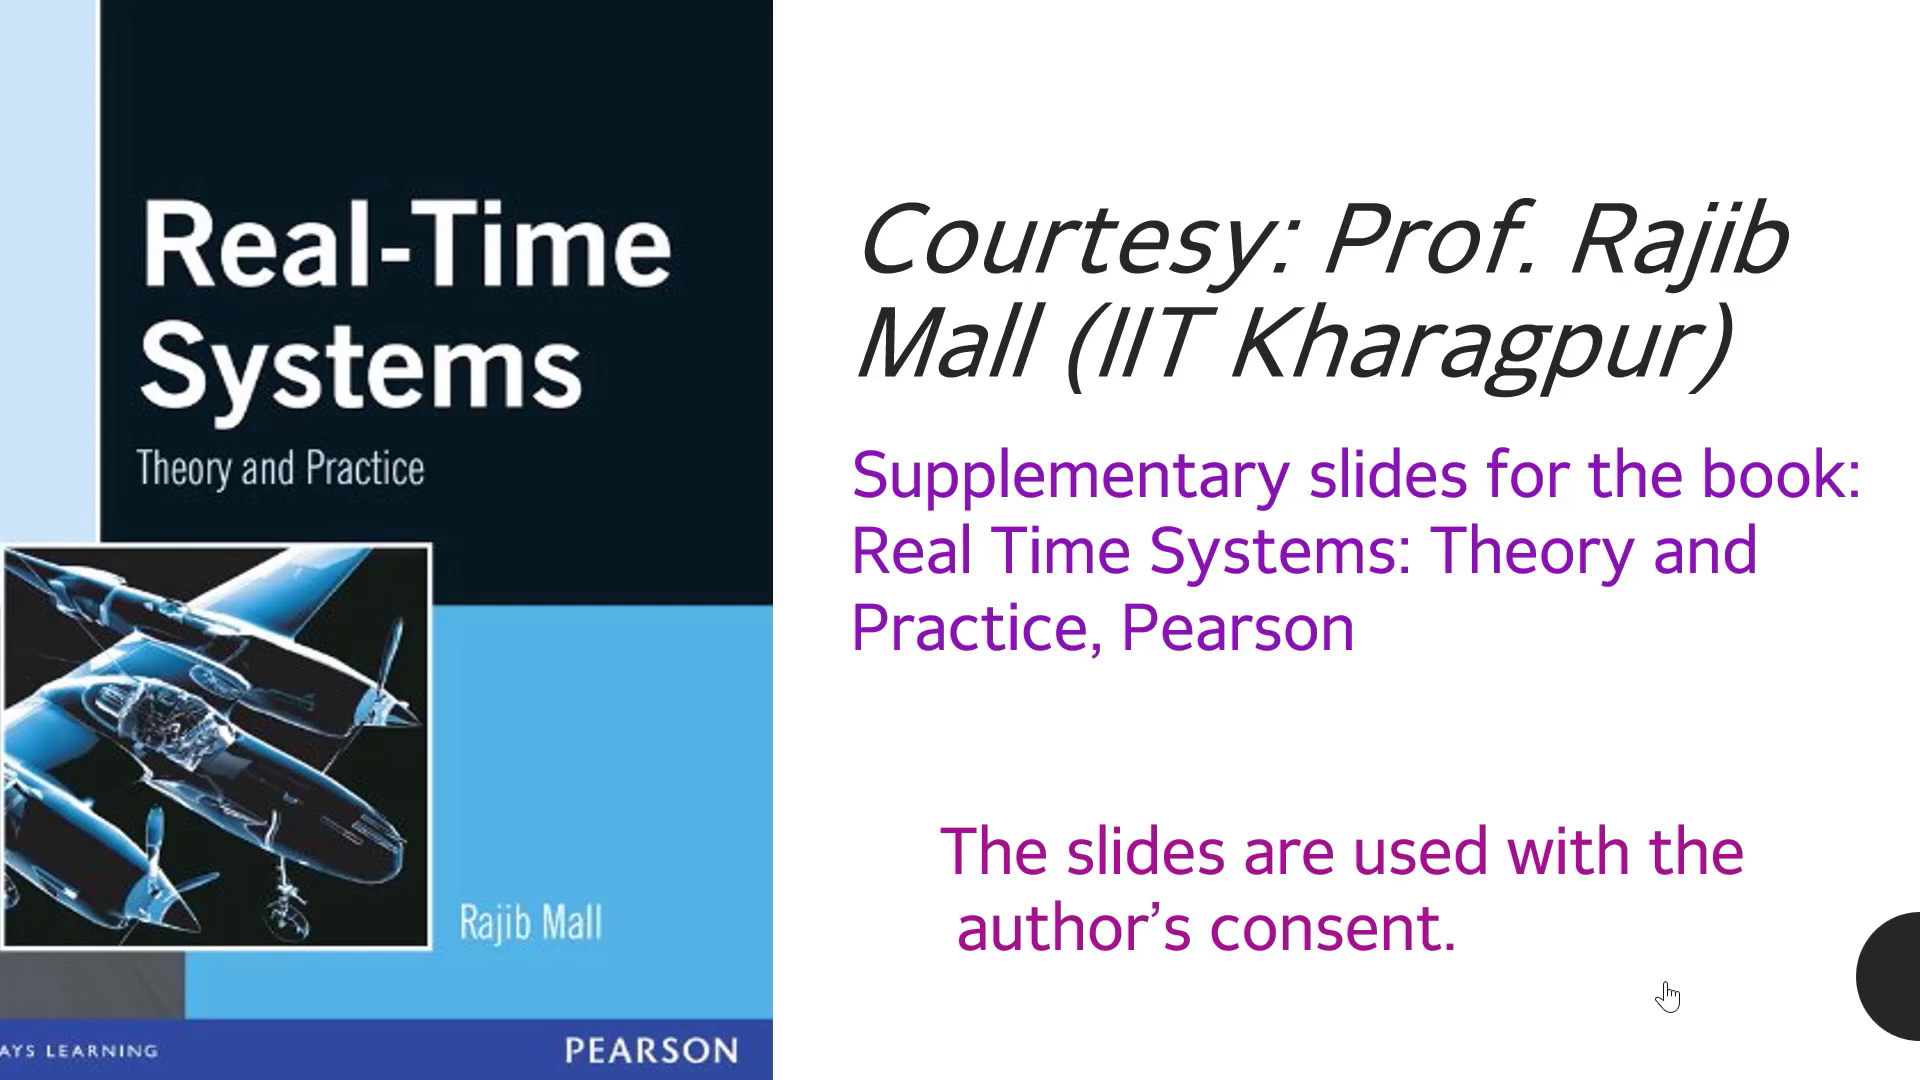 Real-Time
Systems
Theory and Practice
Rajib Mall
AYS LEARNING
PEARSON
Courtesy: Prof. Rajib
Mall (IIT Kharagpur)
Supplementary slides for the book:
Real Time Systems: Theory and
Practice, Pearson
The slides are used with the
author’s consent.